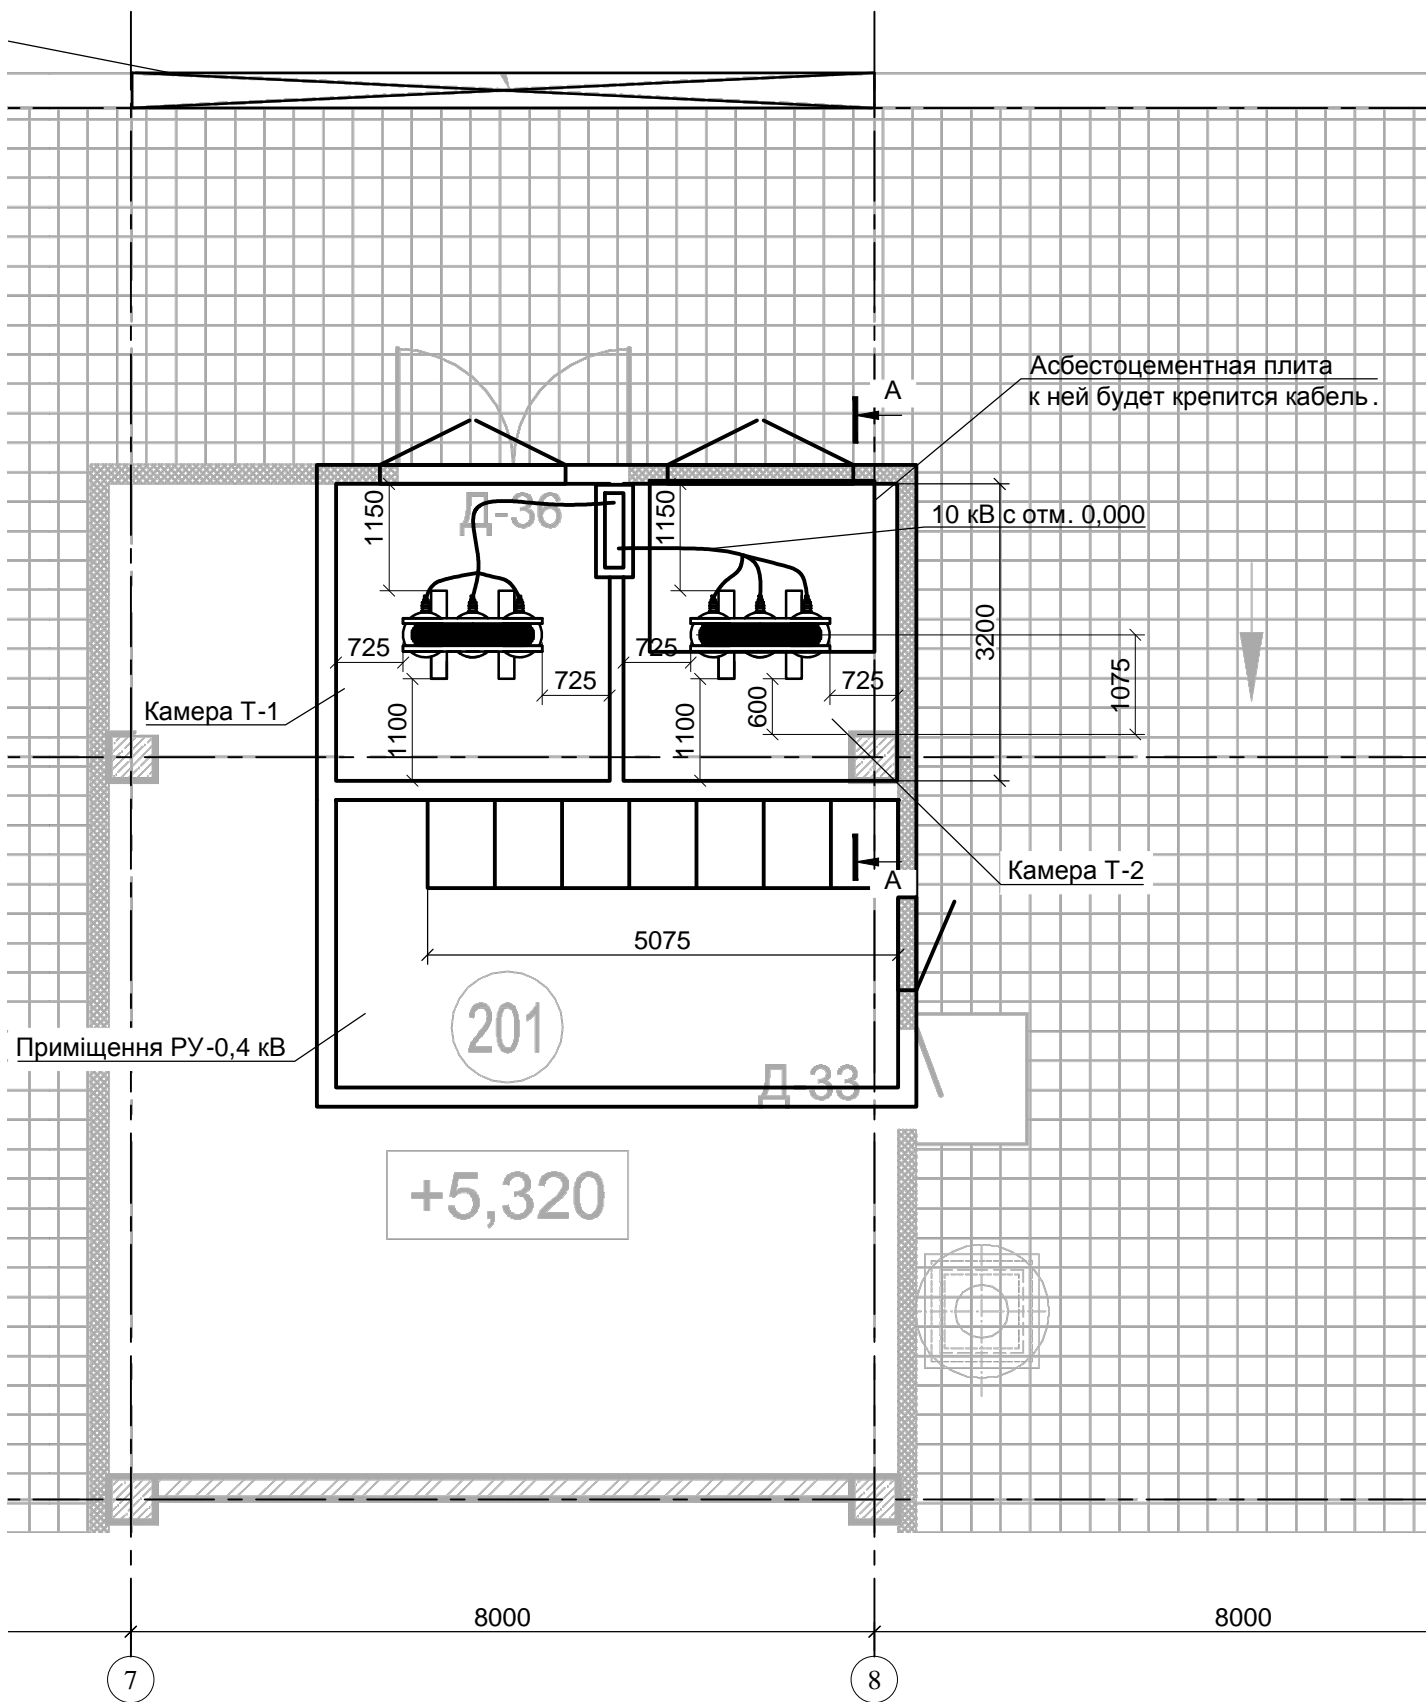 А
Асбестоцементная плита
к ней будет крепится кабель.
1150
Д-36
1150
10 кВ с отм. 0,000
3200
725
725
725
725
1075
Камера Т-1
1100
1100
600
Камера Т-2
А
5075
201
Приміщення РУ-0,4 кВ
Д-33
+5,320
8000
8000
7
8